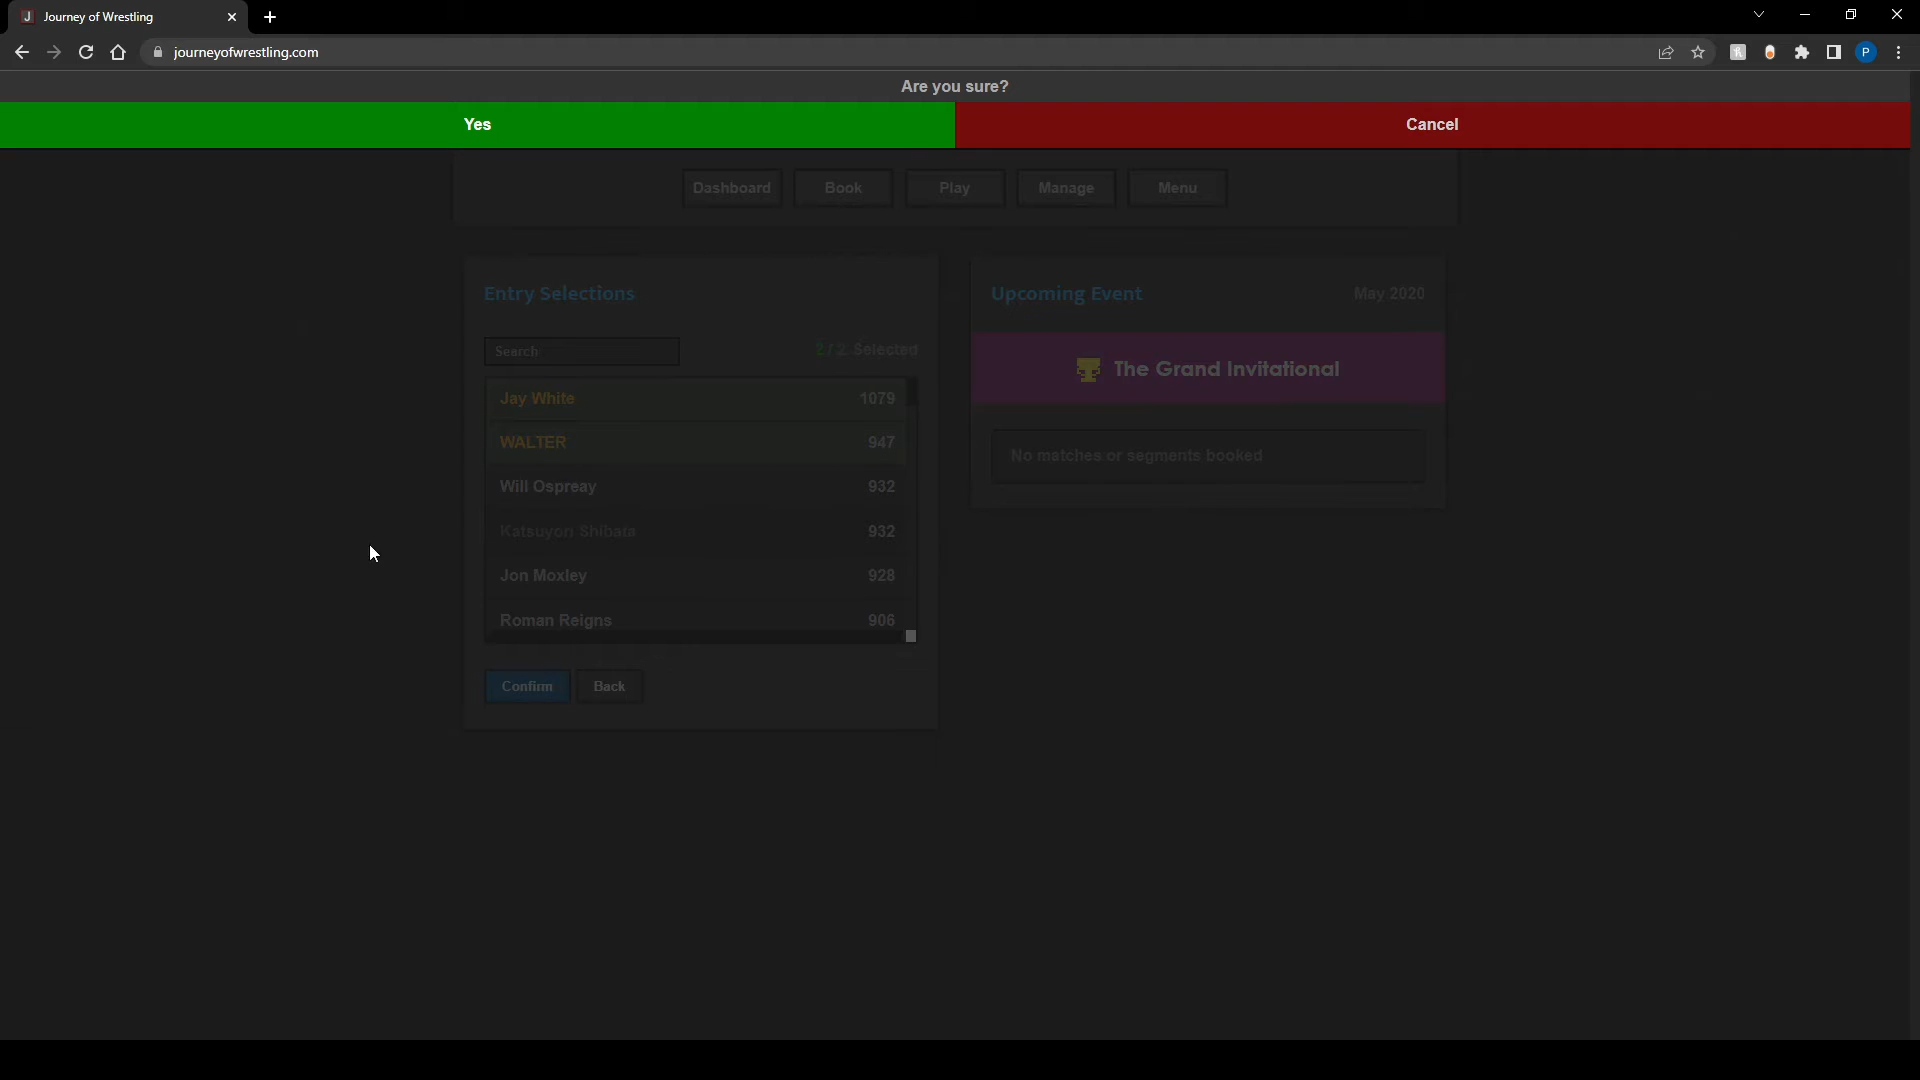 Journey of Wrestling
journeyofwrestling.com
P
Are you sure?
Yes
Cancel
Dashboard
Book
Play
Manage
Menu
Entry Selections
Search
2 / 2 Selected
Jay White 1079
WALTER 947
Will Ospreay 932
Katsuyori Shibata 932
Jon Moxley 928
Roman Reigns 906
Confirm
Back
Upcoming Event
May 2020
The Grand Invitational
No matches or segments booked